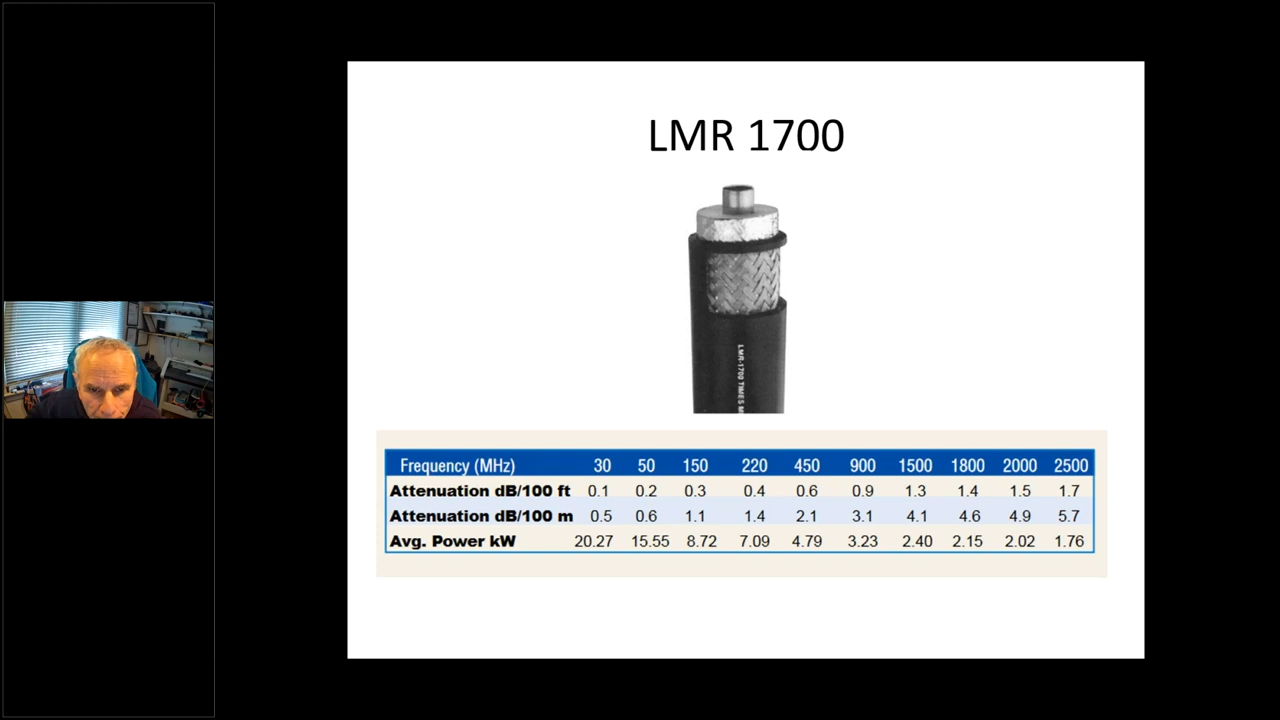 LMR 1700
LMR-1700 TIMES M
Frequency (MHz) 30 50 150 220 450 900 1500 1800 2000 2500
Attenuation dB/100 ft 0.1 0.2 0.3 0.4 0.6 0.9 1.3 1.4 1.5 1.7
Attenuation dB/100 m 0.5 0.6 1.1 1.4 2.1 3.1 4.1 4.6 4.9 5.7
Avg. Power kW 20.27 15.55 8.72 7.09 4.79 3.23 2.40 2.15 2.02 1.76